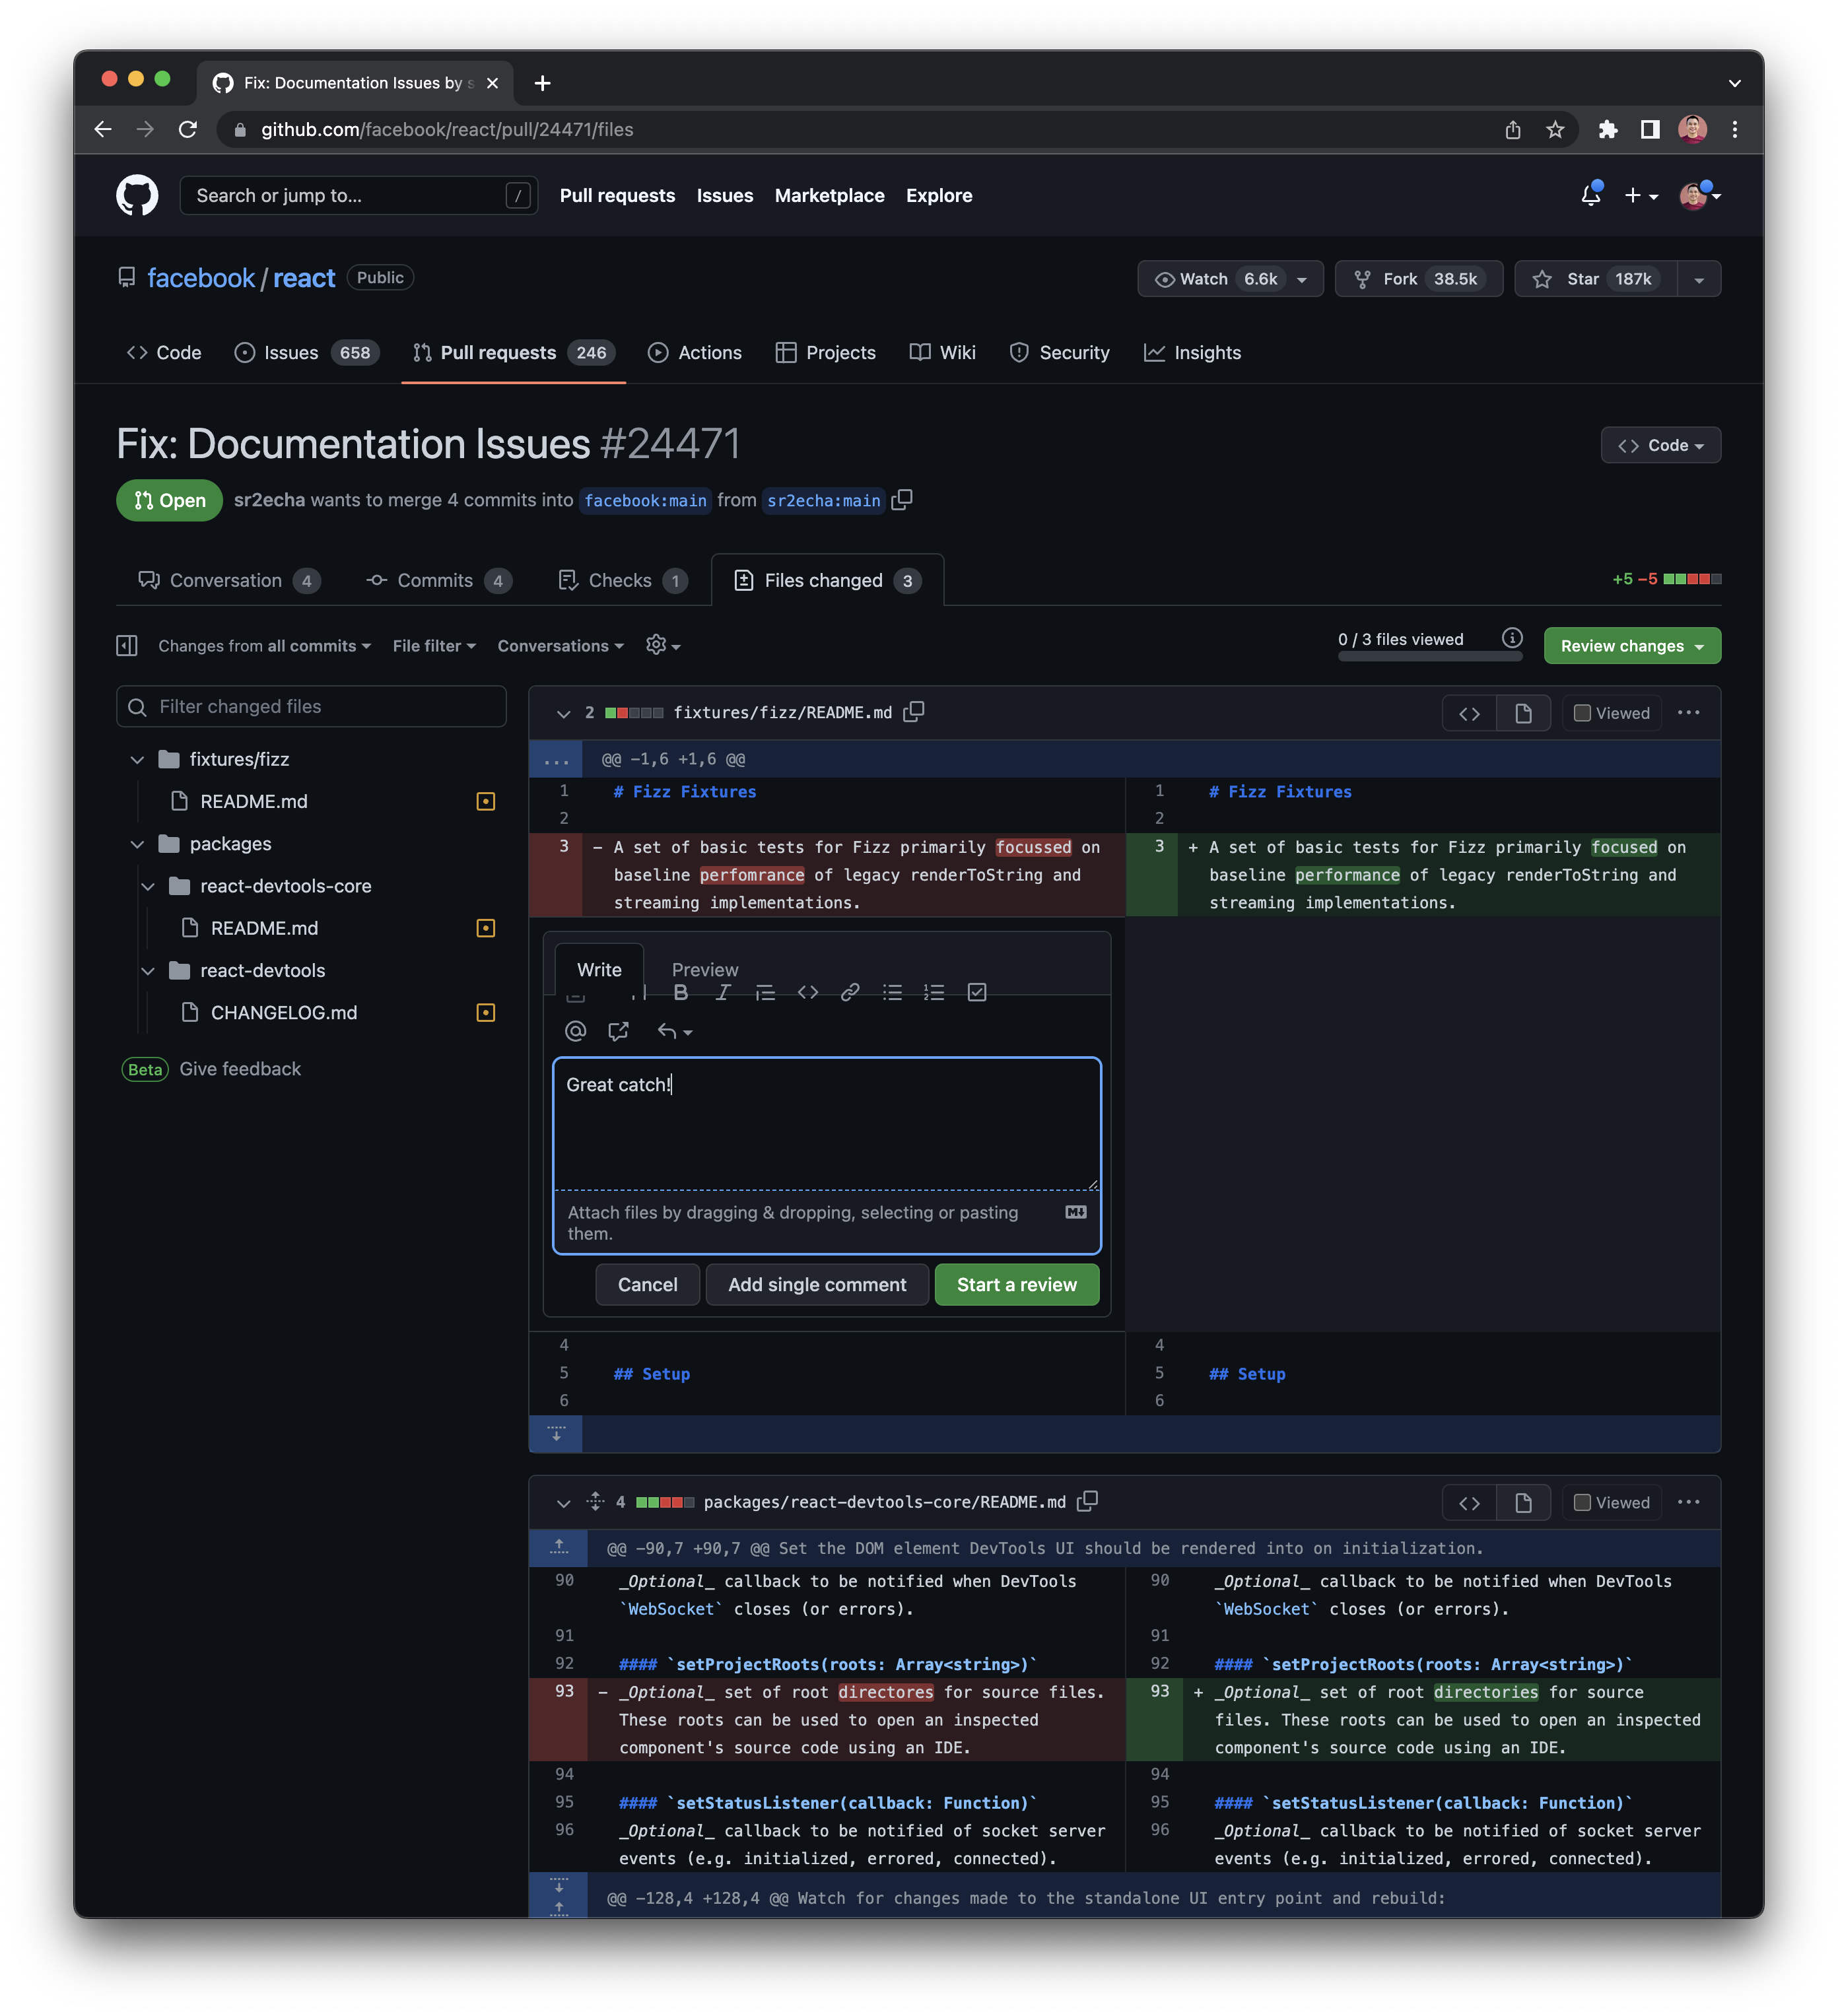 Fix: Documentation Issues by s
github.com/facebook/react/pull/24471/files
Search or jump to... /
Pull requests Issues Marketplace Explore
facebook / react Public
Watch 6.6k Fork 38.5k Star 187k
Code Issues 658 Pull requests 246 Actions Projects Wiki Security Insights
Fix: Documentation Issues #24471
Code
Open sr2echa wants to merge 4 commits into facebook:main from sr2echa:main
Conversation 4 Commits 4 Checks 1 Files changed 3
+5 −5
Changes from all commits File filter Conversations
0 / 3 files viewed
Review changes
Filter changed files
fixtures/fizz
README.md
packages
react-devtools-core
README.md
react-devtools
CHANGELOG.md
Beta Give feedback
2 fixtures/fizz/README.md
Viewed
... @@ -1,6 +1,6 @@
1 # Fizz Fixtures 1 # Fizz Fixtures
2 2
3 - A set of basic tests for Fizz primarily focussed on 3 + A set of basic tests for Fizz primarily focused on
baseline perfomrance of legacy renderToString and baseline performance of legacy renderToString and
streaming implementations. streaming implementations.
Write Preview
Great catch!
Attach files by dragging & dropping, selecting or pasting
them.
Cancel Add single comment Start a review
4 4
5 ## Setup 5 ## Setup
6 6
4 packages/react-devtools-core/README.md
Viewed
@@ -90,7 +90,7 @@ Set the DOM element DevTools UI should be rendered into on initialization.
90 _Optional_ callback to be notified when DevTools 90 _Optional_ callback to be notified when DevTools
`WebSocket` closes (or errors). `WebSocket` closes (or errors).
91 91
92 #### `setProjectRoots(roots: Array<string>)` 92 #### `setProjectRoots(roots: Array<string>)`
93 - _Optional_ set of root directores for source files. 93 + _Optional_ set of root directories for source
These roots can be used to open an inspected files. These roots can be used to open an inspected
component's source code using an IDE. component's source code using an IDE.
94 94
95 #### `setStatusListener(callback: Function)` 95 #### `setStatusListener(callback: Function)`
96 _Optional_ callback to be notified of socket server 96 _Optional_ callback to be notified of socket server
events (e.g. initialized, errored, connected). events (e.g. initialized, errored, connected).
@@ -128,4 +128,4 @@ Watch for changes made to the standalone UI entry point and rebuild: